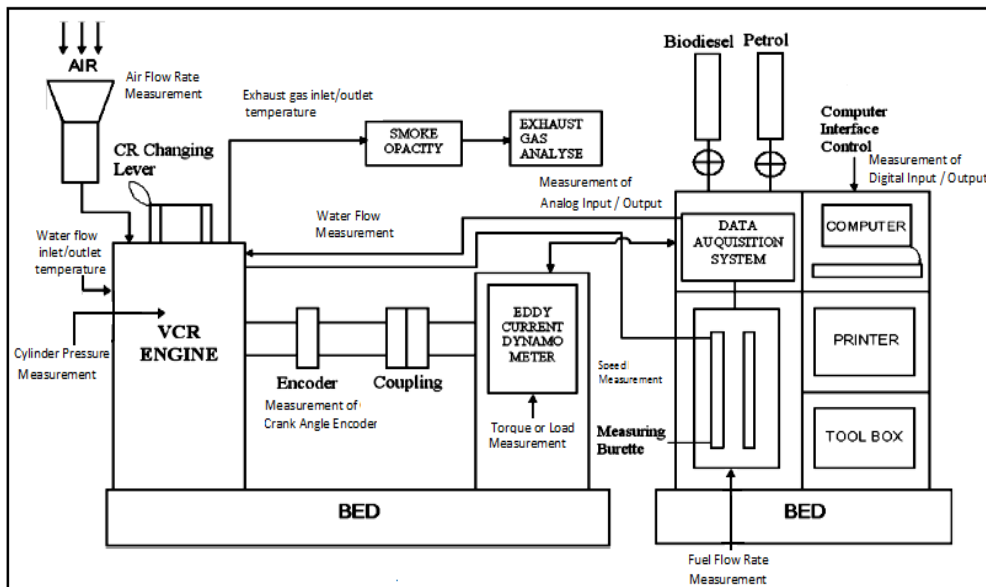 AIR
Air Flow Rate
Measurement
Exhaust gas inlet/outlet
temperature
SMOKE
OPACITY
EXHAUST
GAS
ANALYSE
Biodiesel
Petrol
Computer
Interface
Control
Measurement of
Digital Input / Output
CR Changing
Lever
Measurement of
Analog Input / Output
Water Flow
Measurement
Water flow
inlet/outlet
temperature
DATA
AUQUISITION
SYSTEM
COMPUTER
VCR
ENGINE
Cylinder Pressure
Measurement
EDDY
CURRENT
DYNAMO
METER
PRINTER
Encoder
Coupling
Measurement of
Crank Angle Encoder
Speed
Measurement
Torque or Load
Measurement
Measuring
Burette
TOOL BOX
BED
BED
Fuel Flow Rate
Measurement